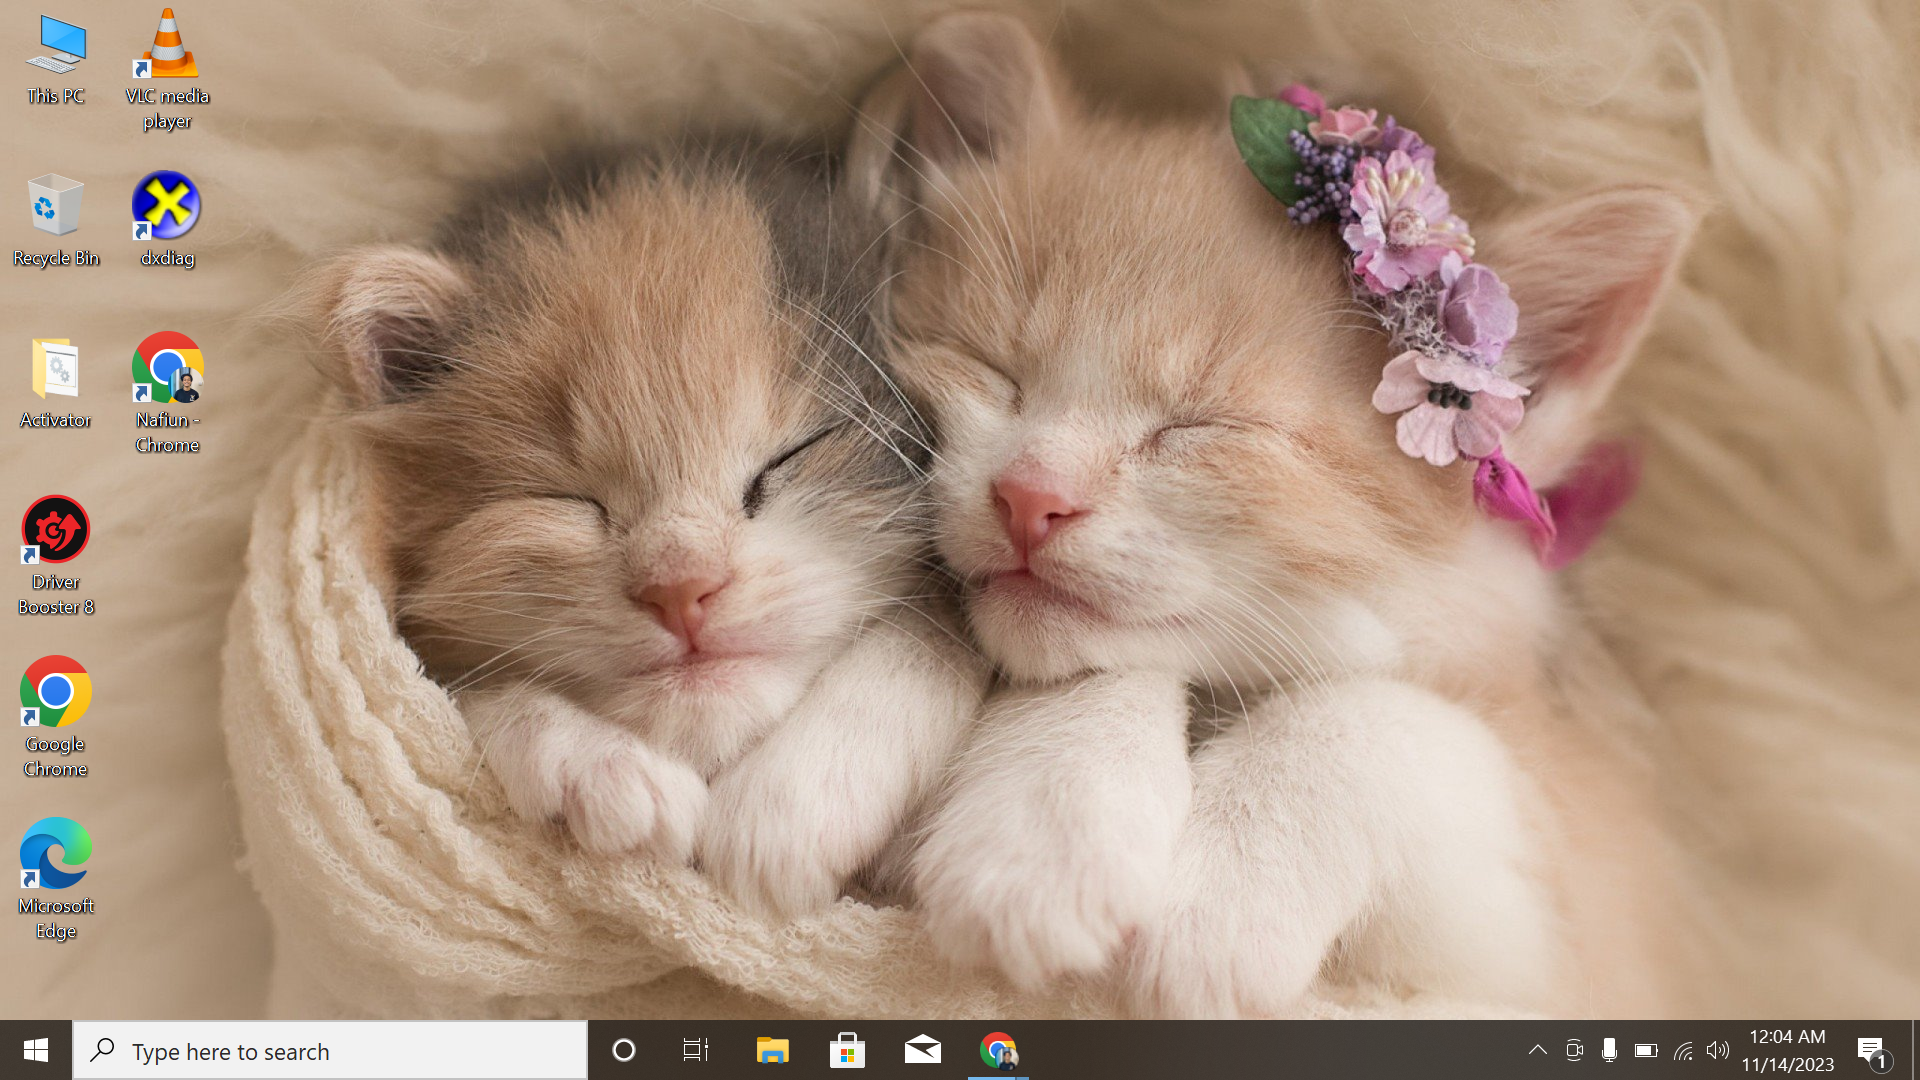 This PC
VLC media
player
Recycle Bin
dxdiag
Activator
Nafiun -
Chrome
Driver
Booster 8
Google
Chrome
Microsoft
Edge
Type here to search
12:04 AM
11/14/2023
1